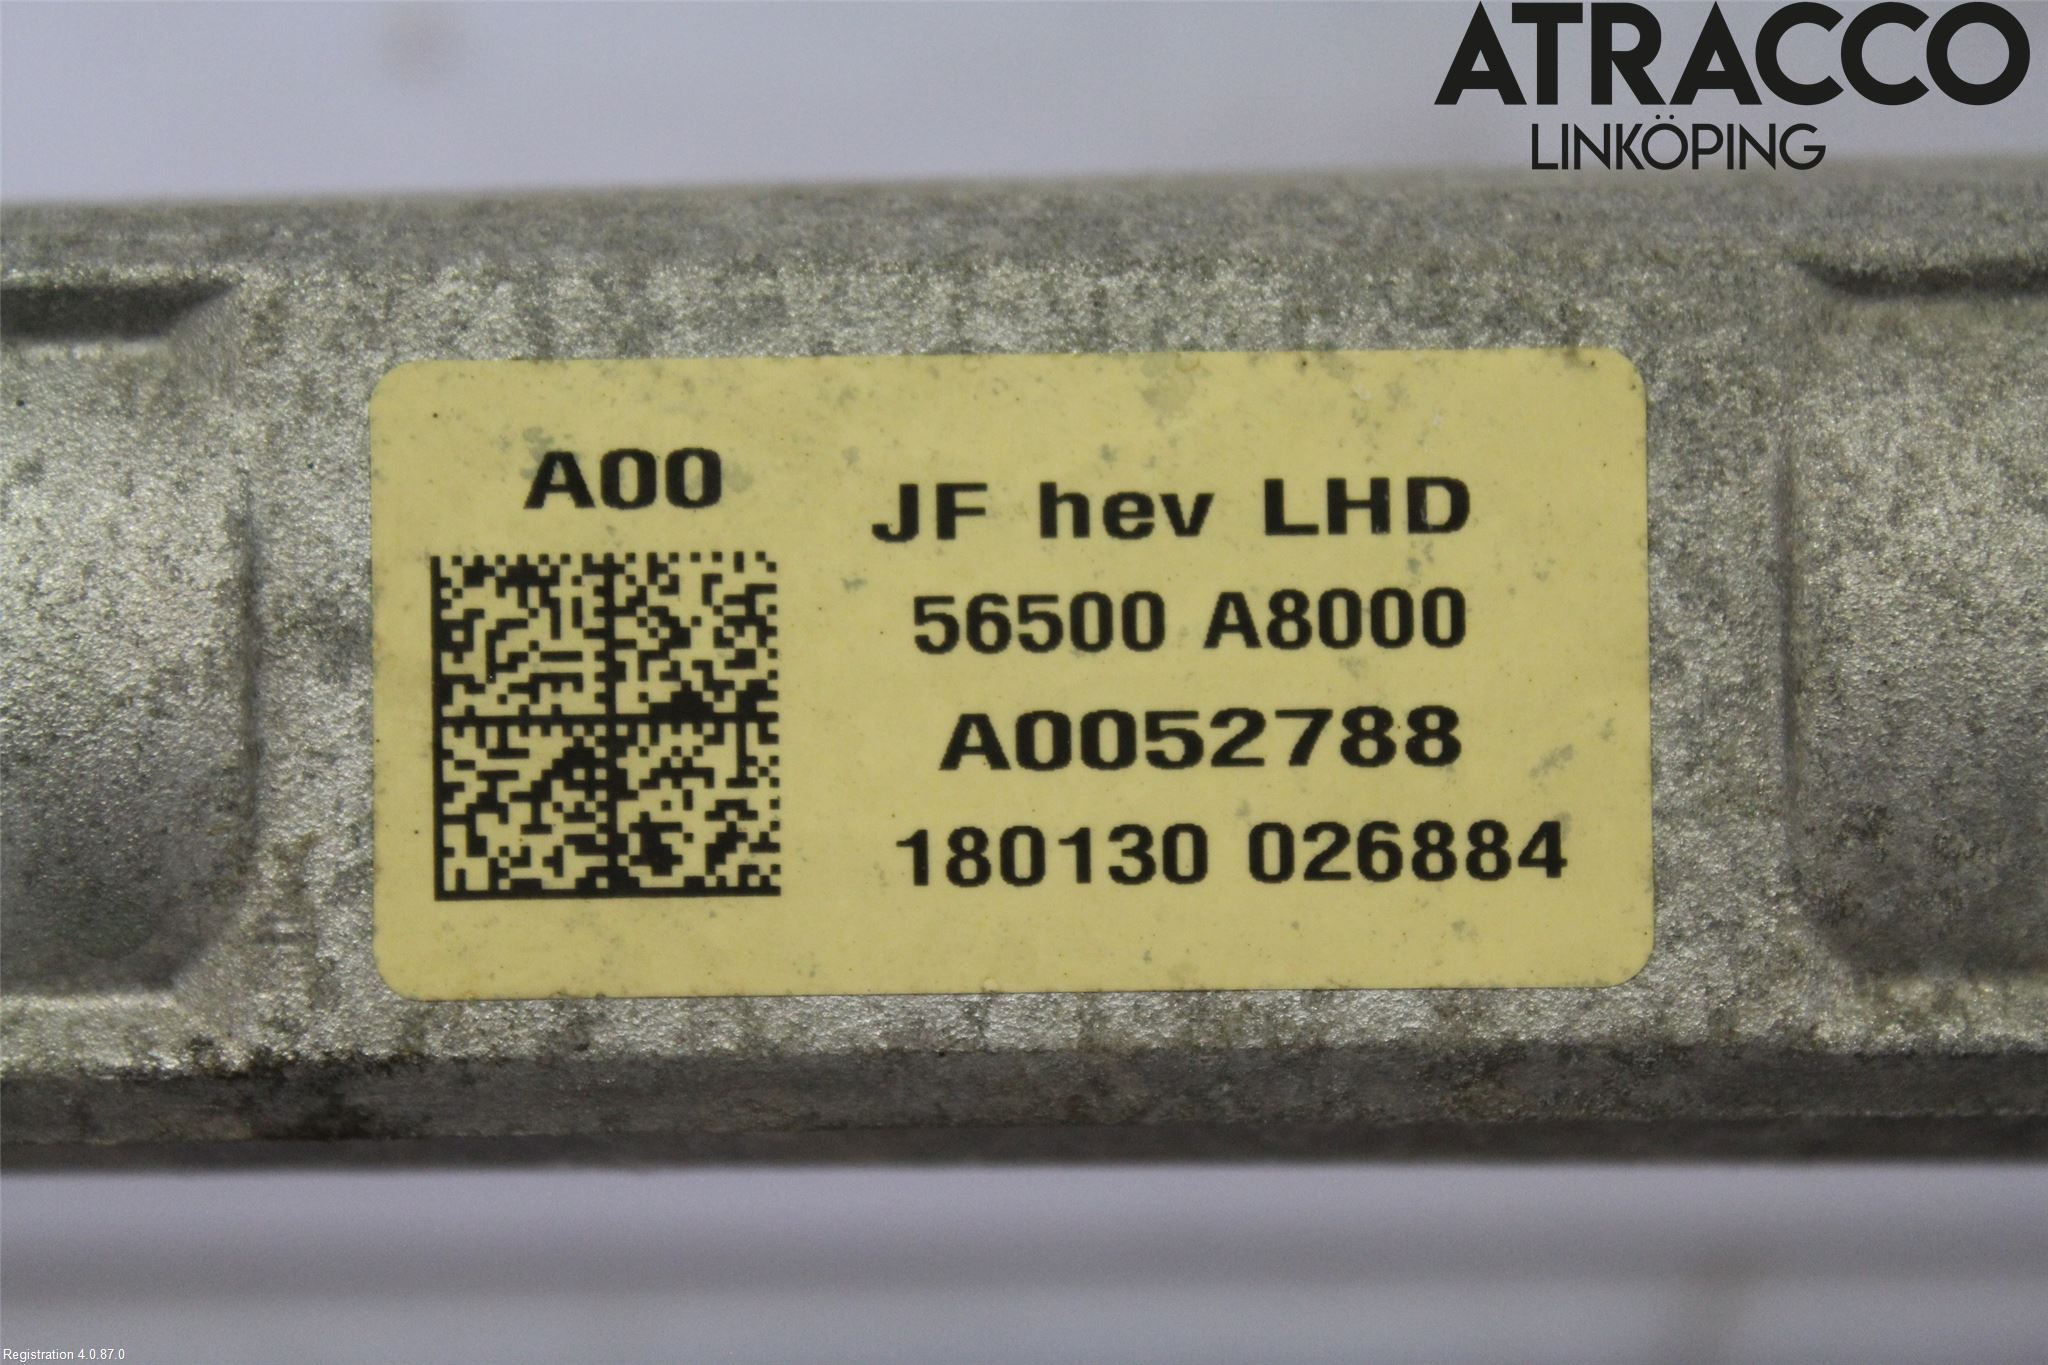 ATRACCO
LINKÖPING
A00
JF hev LHD
56500 A8000
A0052788
180130 026884
Registration 4.0.87.0